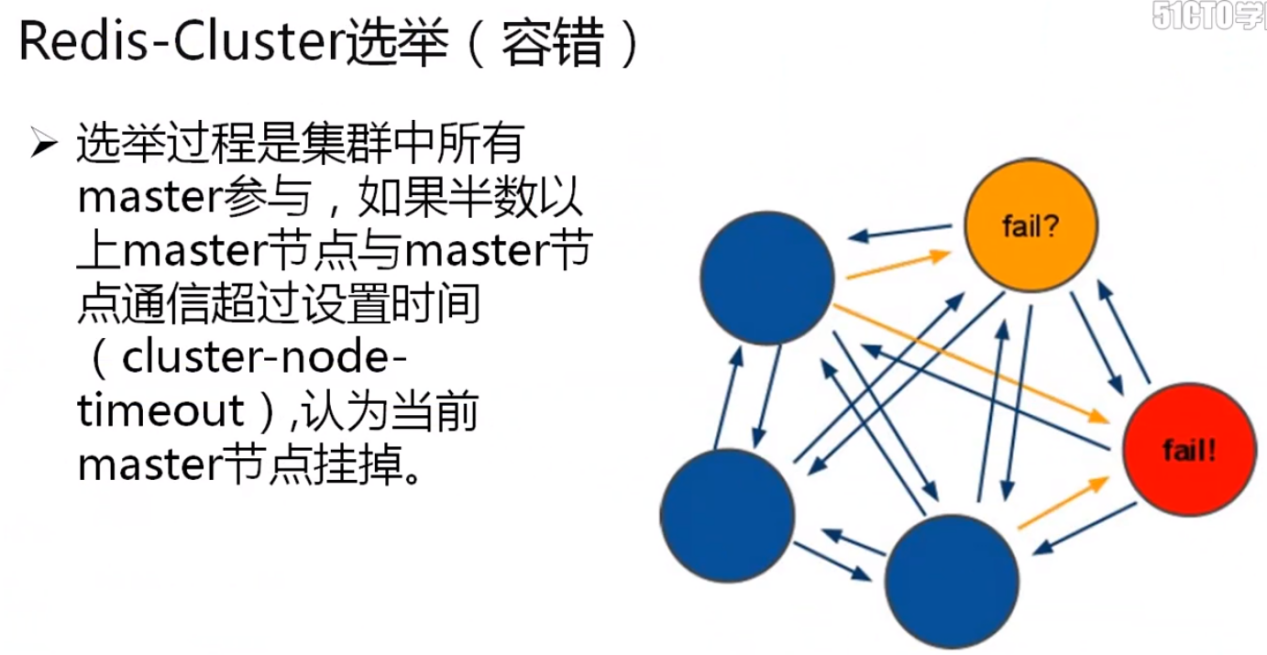 51CTO学
Redis-Cluster选举（容错）
➢ 选举过程是集群中所有
master参与，如果半数以
上master节点与master节
点通信超过设置时间
（cluster-node-
timeout）,认为当前
master节点挂掉。
fail?
fail!